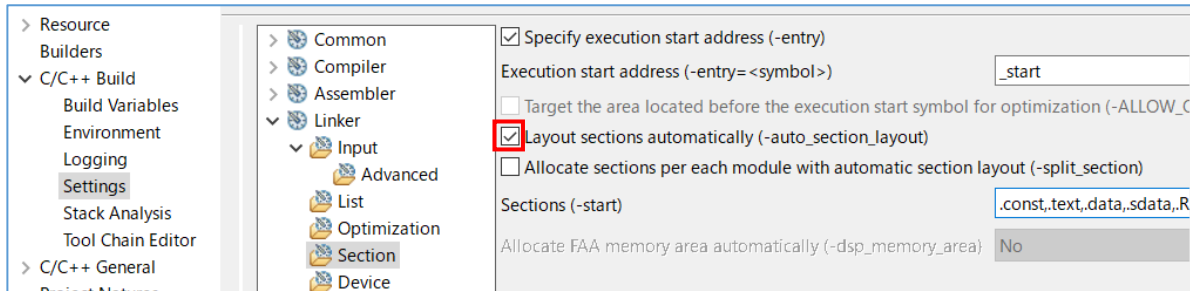 Resource
Builders
C/C++ Build
Build Variables
Environment
Logging
Settings
Stack Analysis
Tool Chain Editor
C/C++ General
Common
Compiler
Assembler
Linker
Input
Advanced
List
Optimization
Section
Device
Specify execution start address (-entry)
Execution start address (-entry=<symbol>) _start
Target the area located before the execution start symbol for optimization (-ALLOW_
Layout sections automatically (-auto_section_layout)
Allocate sections per each module with automatic section layout (-split_section)
Sections (-start) .const,.text,.data,.sdata,.R
Allocate FAA memory area automatically (-dsp_memory_area) No